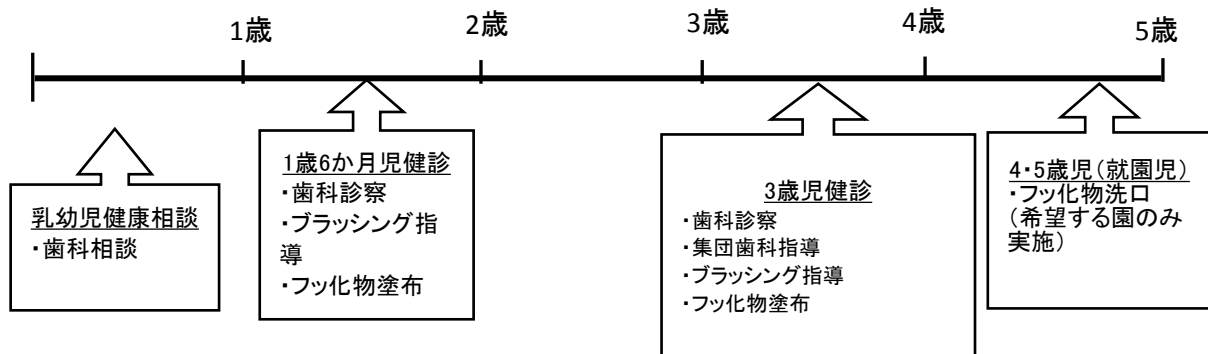 1歳
2歳
3歳
4歳
5歳
乳幼児健康相談
・歯科相談
1歳6か月児健診
・歯科診察
・ブラッシング指
導
・フッ化物塗布
3歳児健診
・歯科診察
・集団歯科指導
・ブラッシング指導
・フッ化物塗布
4・5歳児(就園児)
・フッ化物洗口
(希望する園のみ
実施)